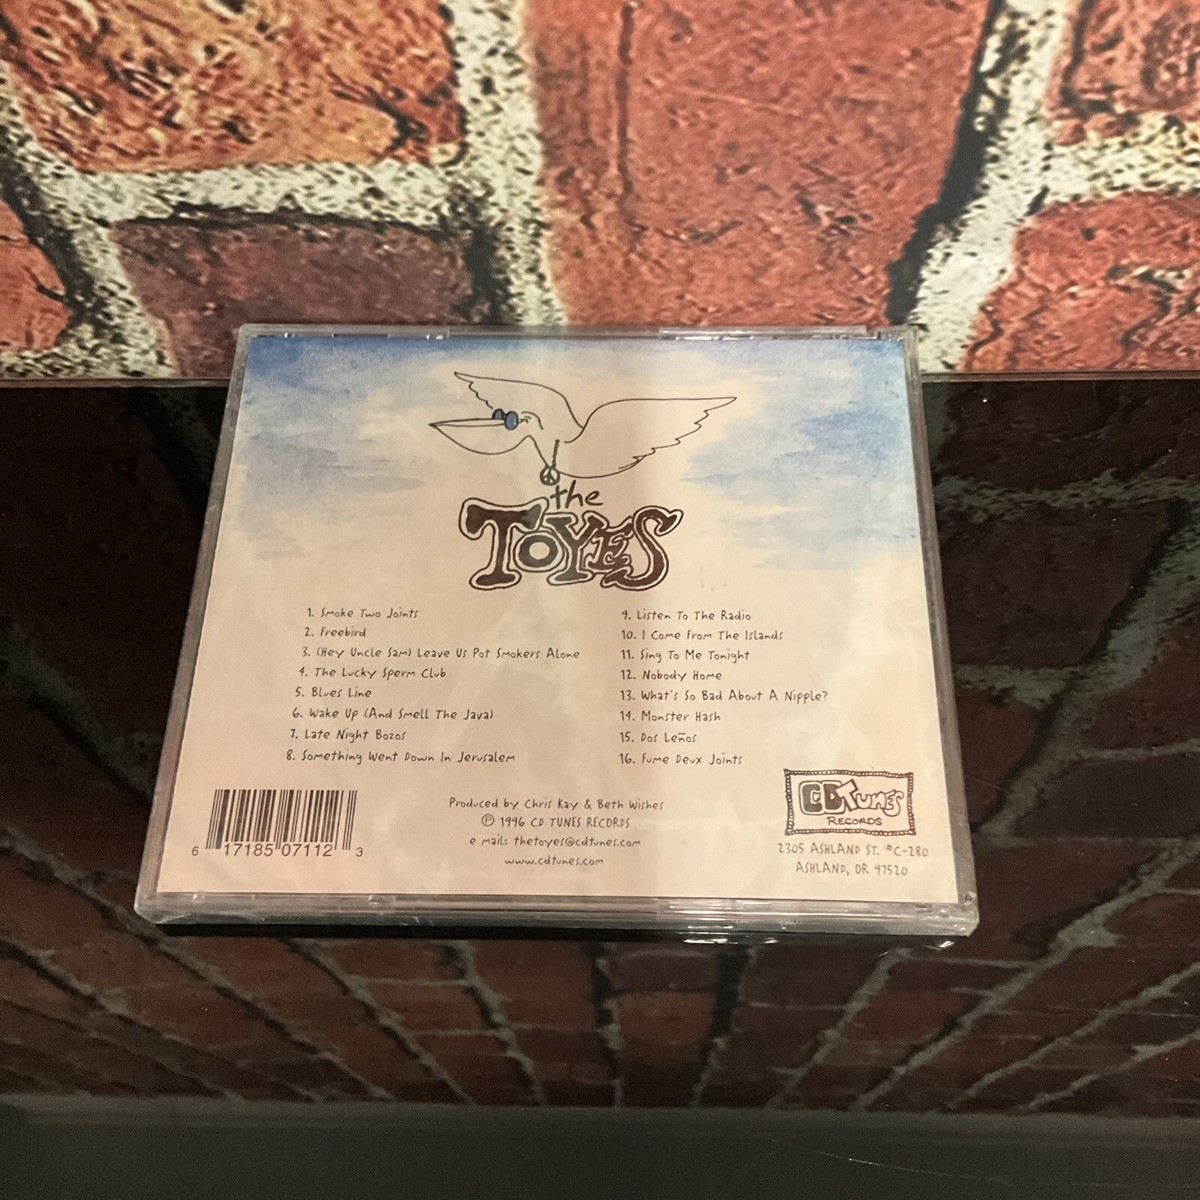 the
TOYES
1. Smoke Two Joints
2. Freebird
3. (Hey Uncle Sam) Leave Us Pot Smokers Alone
4. The Lucky Sperm Club
5. Blues Line
6. Wake Up (And Smell The Java)
7. Late Night Bozos
8. Something Went Down In Jerusalem
9. Listen To The Radio
10. I Come From The Islands
11. Sing To Me Tonight
12. Nobody Home
13. What's So Bad About A Nipple?
14. Monster Hash
15. Dos Leños
16. Fume Deux Joints
Produced by Chris Kay & Beth Wishes
℗ 1996 CD TUNES RECORDS
e mail: thetoyes@cdtunes.com
www.cdtunes.com
6 17185 07112 3
CD TUNES
RECORDS
2305 ASHLAND ST. #C-280
ASHLAND, OR 97520